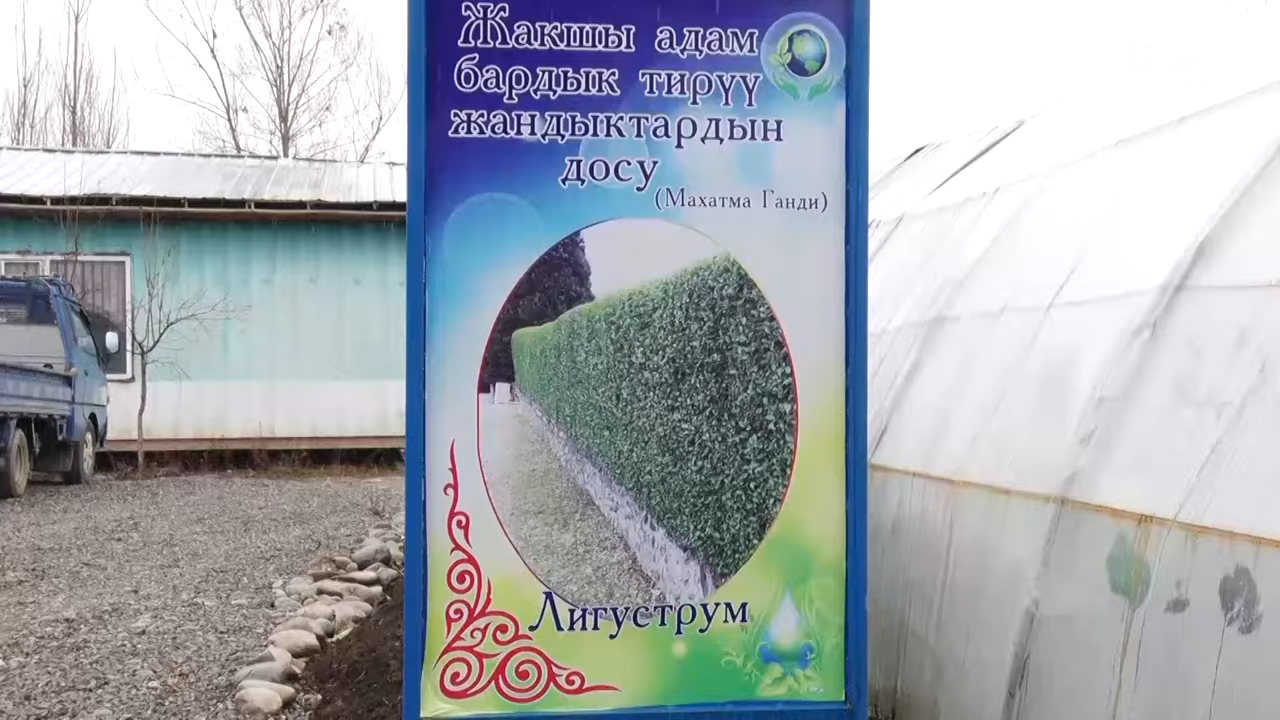 Жакшы адам
бардык тирүү
жандыктардын
досу
(Махатма Ганди)
Лигуструм